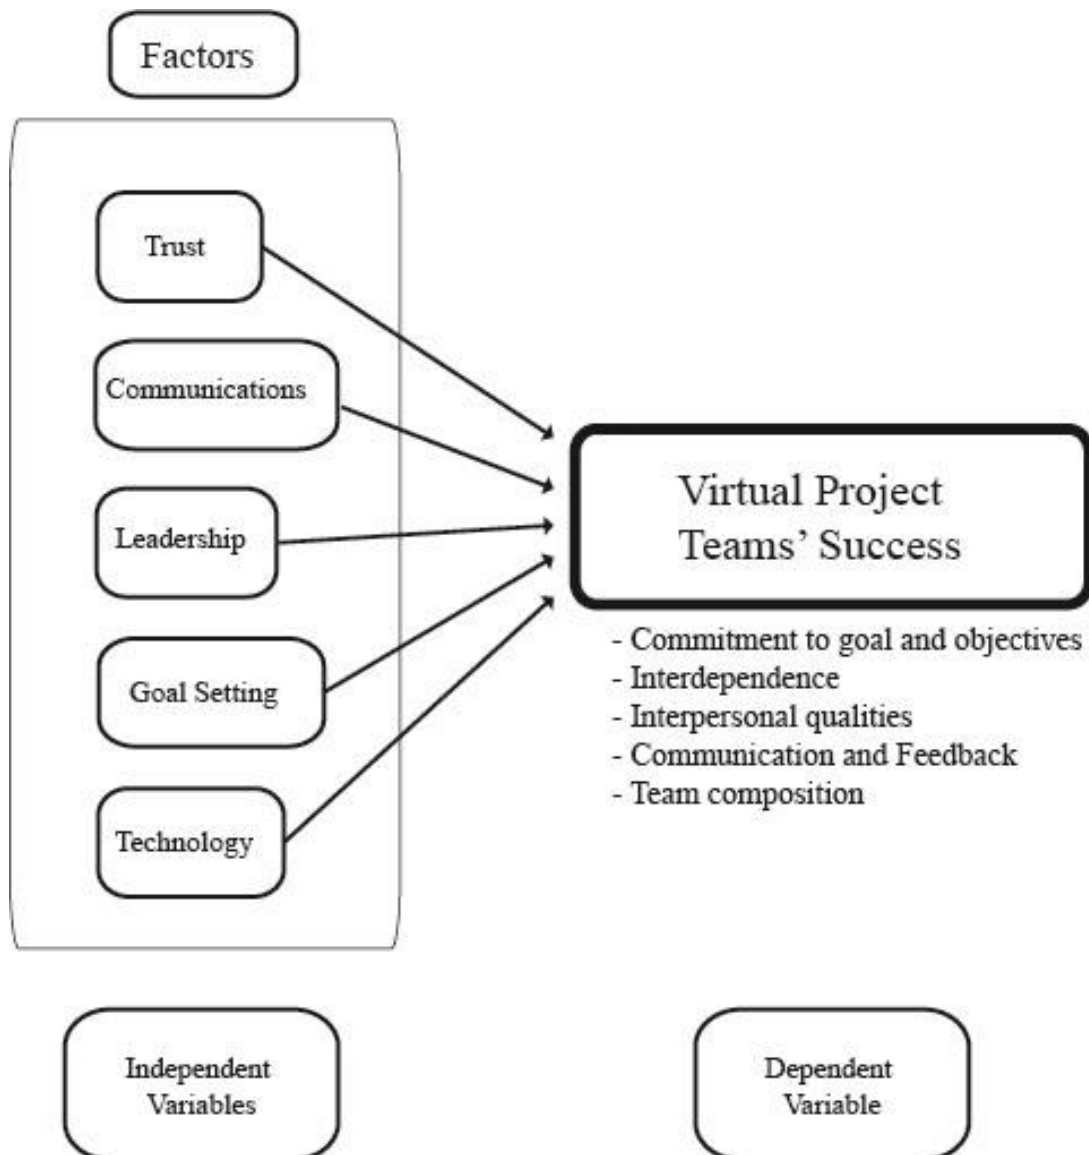 Factors
Trust
Communications
Leadership
Goal Setting
Technology
Virtual Project
Teams’ Success
- Commitment to goal and objectives
- Interdependence
- Interpersonal qualities
- Communication and Feedback
- Team composition
Independent
Variables
Dependent
Variable